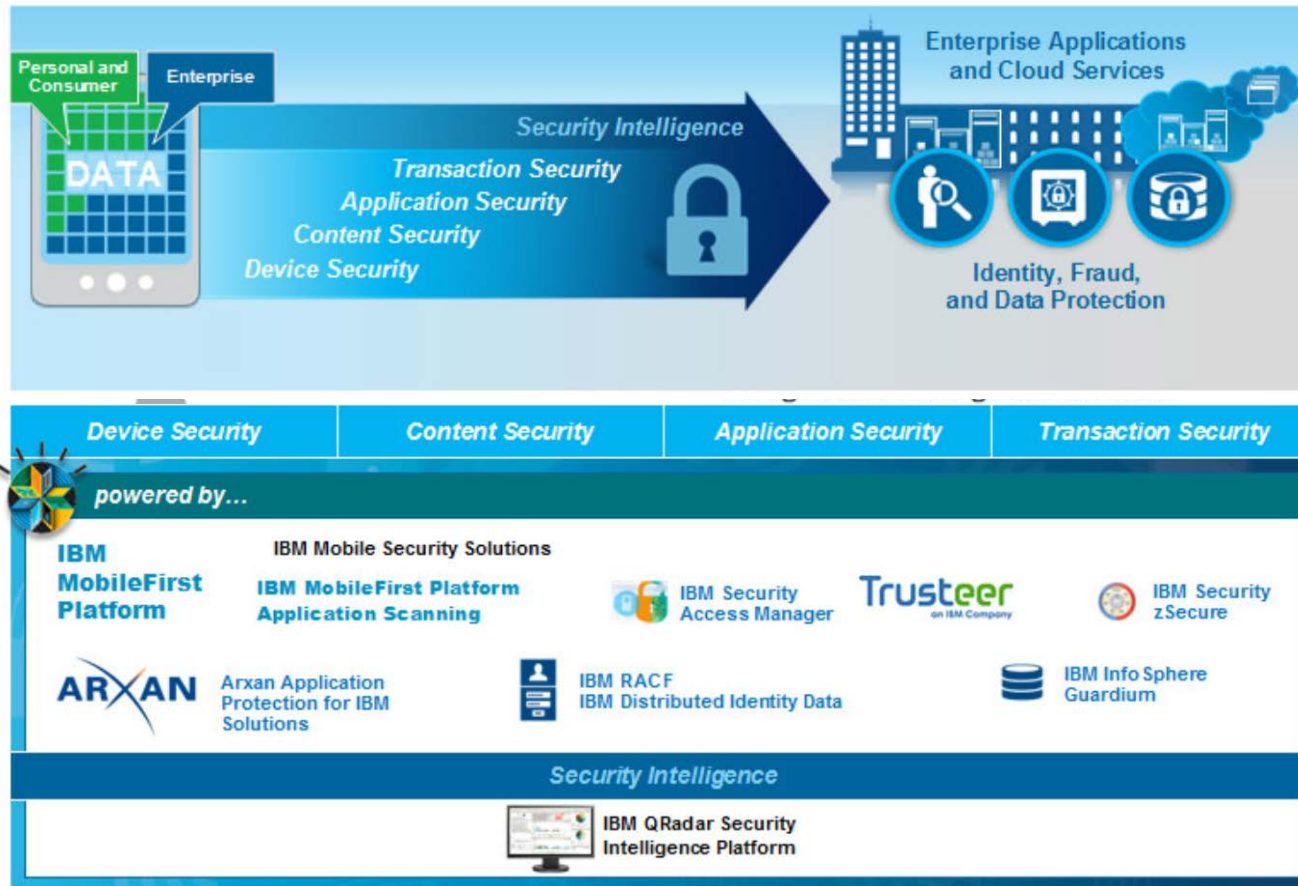 Personal and
Consumer
Enterprise
DATA
Security Intelligence
Transaction Security
Application Security
Content Security
Device Security
Enterprise Applications
and Cloud Services
Identity, Fraud,
and Data Protection
Device Security
Content Security
Application Security
Transaction Security
powered by...
IBM
MobileFirst
Platform
IBM Mobile Security Solutions
IBM MobileFirst Platform
Application Scanning
IBM Security
Access Manager
Trusteer
an IBM Company
IBM Security
zSecure
ARXAN
Arxan Application
Protection for IBM
Solutions
IBM RACF
IBM Distributed Identity Data
IBM InfoSphere
Guardium
Security Intelligence
IBM QRadar Security
Intelligence Platform